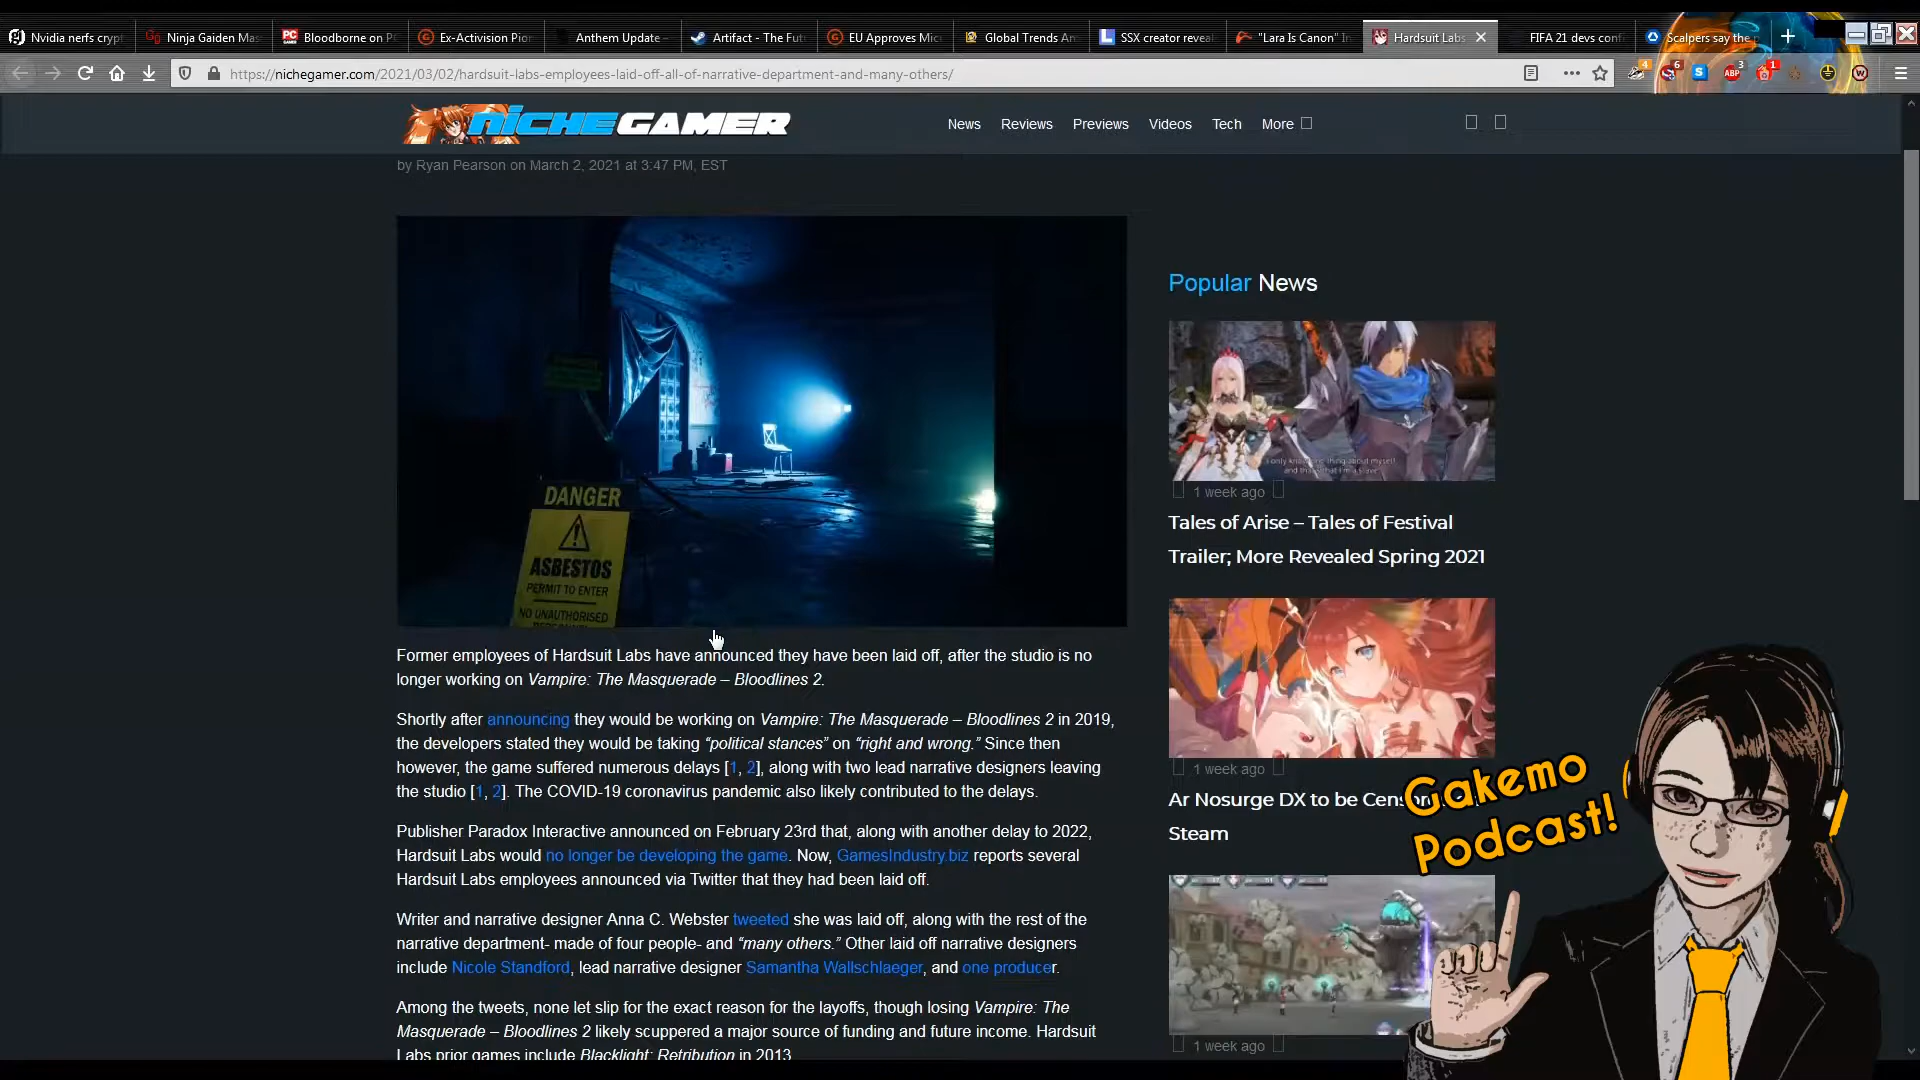 Nvidia nerfs crypt
Ninja Gaiden Mas
Bloodborne on P
Ex-Activision Pion
Anthem Update -
Artifact - The Fut
EU Approves Mic
Global Trends An
SSX creator reveal
"Lara Is Canon" In
Hardsuit Labs
FIFA 21 devs conf
Scalpers say the p
https://nichegamer.com/2021/03/02/hardsuit-labs-employees-laid-off-all-of-narrative-department-and-many-others/
4
6
S
ABP
3
1
NICHEGAMER
News
Reviews
Previews
Videos
Tech
More
by Ryan Pearson on March 2, 2021 at 3:47 PM, EST
DANGER
ASBESTOS
PERMIT TO ENTER
NO UNAUTHORISED
Former employees of Hardsuit Labs have announced they have been laid off, after the studio is no
longer working on Vampire: The Masquerade – Bloodlines 2.
Shortly after announcing they would be working on Vampire: The Masquerade – Bloodlines 2 in 2019,
the developers stated they would be taking “political stances” on “right and wrong.” Since then
however, the game suffered numerous delays [1, 2], along with two lead narrative designers leaving
the studio [1, 2]. The COVID-19 coronavirus pandemic also likely contributed to the delays.
Publisher Paradox Interactive announced on February 23rd that, along with another delay to 2022,
Hardsuit Labs would no longer be developing the game. Now, GamesIndustry.biz reports several
Hardsuit Labs employees announced via Twitter that they had been laid off.
Writer and narrative designer Anna C. Webster tweeted she was laid off, along with the rest of the
narrative department- made of four people- and “many others.” Other laid off narrative designers
include Nicole Standford, lead narrative designer Samantha Wallschlaeger, and one producer.
Among the tweets, none let slip for the exact reason for the layoffs, though losing Vampire: The
Masquerade – Bloodlines 2 likely scuppered a major source of funding and future income. Hardsuit
Labs prior games include Blacklight: Retribution in 2013
Popular News
1 week ago
Tales of Arise – Tales of Festival
Trailer; More Revealed Spring 2021
1 week ago
Ar Nosurge DX to be
Steam
1 week ago
Gakemo
Podcast!